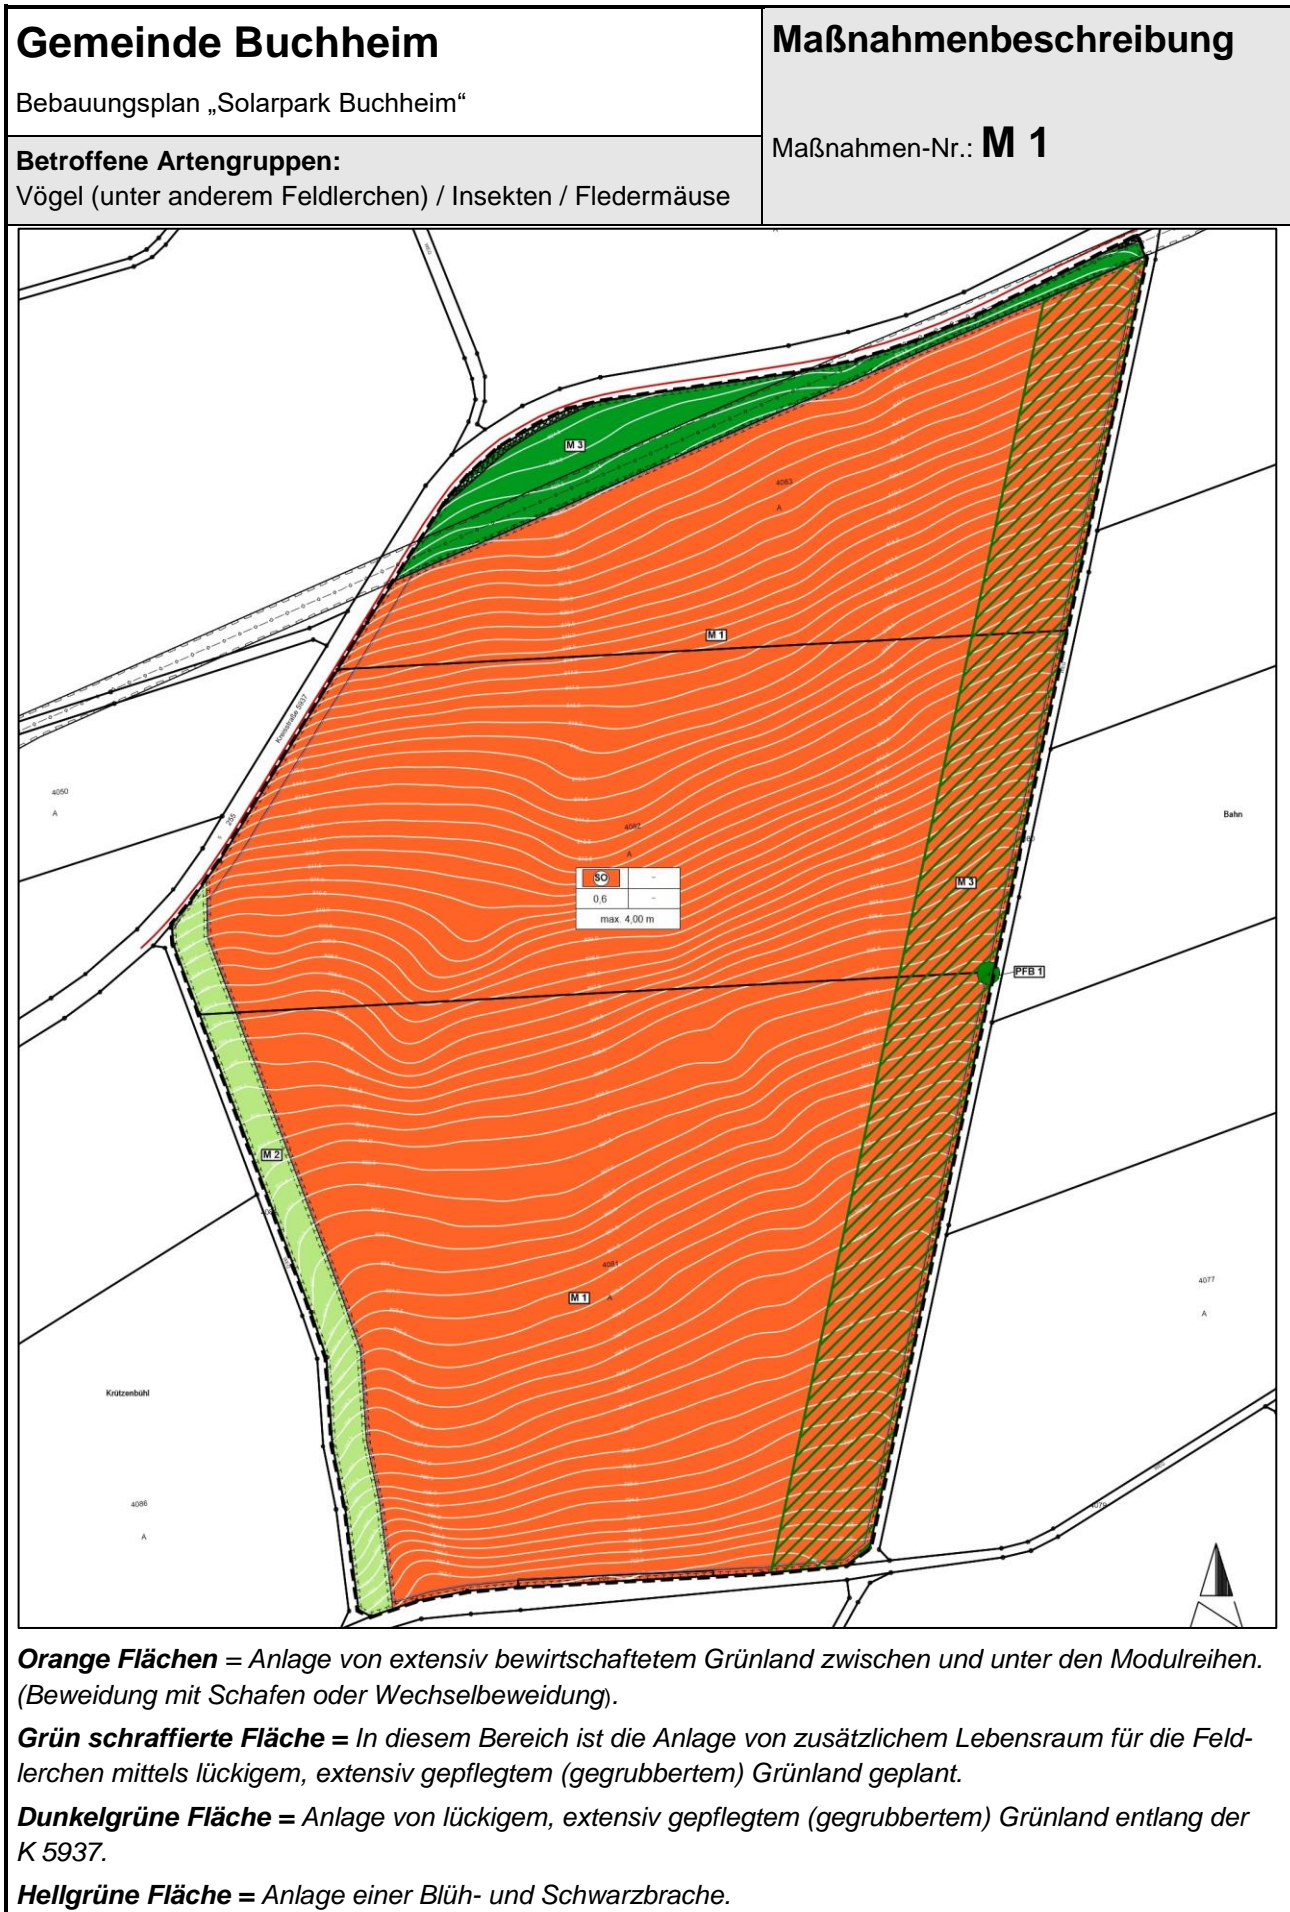 Gemeinde Buchheim
Bebauungsplan „Solarpark Buchheim“
Betroffene Artengruppen:
Vögel (unter anderem Feldlerchen) / Insekten / Fledermäuse
Maßnahmenbeschreibung
Maßnahmen-Nr.: M 1
M 3
4083
A
M 1
Kreisstraße 5937
255
4050
A
4082
A
Bahn
SO
-
0,6
-
max. 4,00 m
M 3
PFB 1
M 2
4081
M 1
A
4077
A
Krützenbühl
4086
A
4079
Orange Flächen = Anlage von extensiv bewirtschaftetem Grünland zwischen und unter den Modulreihen.
(Beweidung mit Schafen oder Wechselbeweidung).
Grün schraffierte Fläche = In diesem Bereich ist die Anlage von zusätzlichem Lebensraum für die Feld-
lerchen mittels lückigem, extensiv gepflegtem (gegrubbertem) Grünland geplant.
Dunkelgrüne Fläche = Anlage von lückigem, extensiv gepflegtem (gegrubbertem) Grünland entlang der
K 5937.
Hellgrüne Fläche = Anlage einer Blüh- und Schwarzbrache.